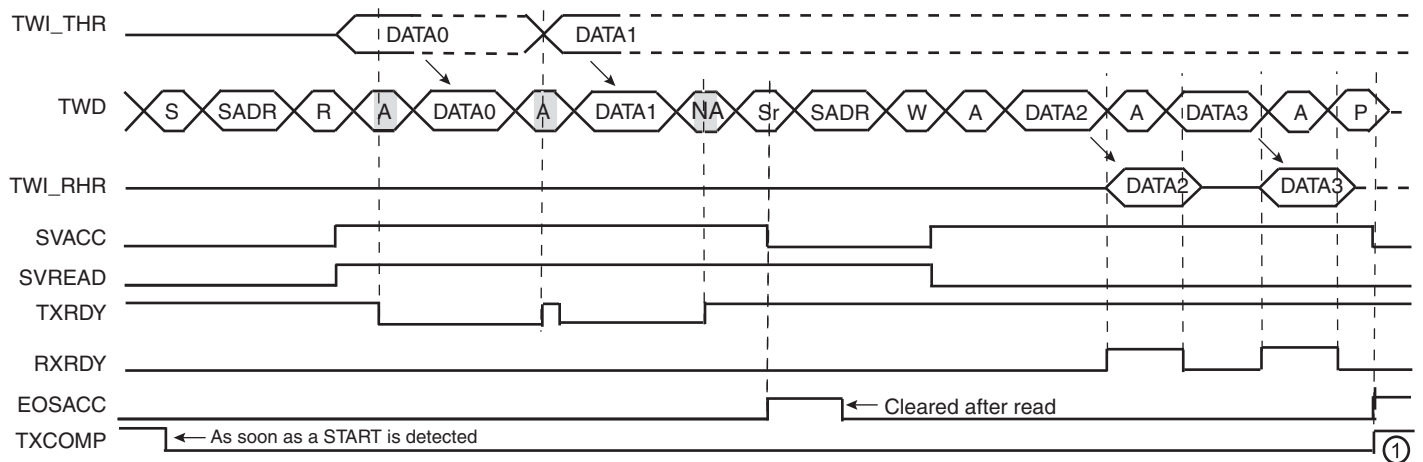 TWI_THR DATA0 DATA1
TWD S SADR R A DATA0 A DATA1 NA Sr SADR W A DATA2 A DATA3 A P
TWI_RHR DATA2 DATA3
SVACC
SVREAD
TXRDY
RXRDY
EOSACC Cleared after read
TXCOMP As soon as a START is detected 1